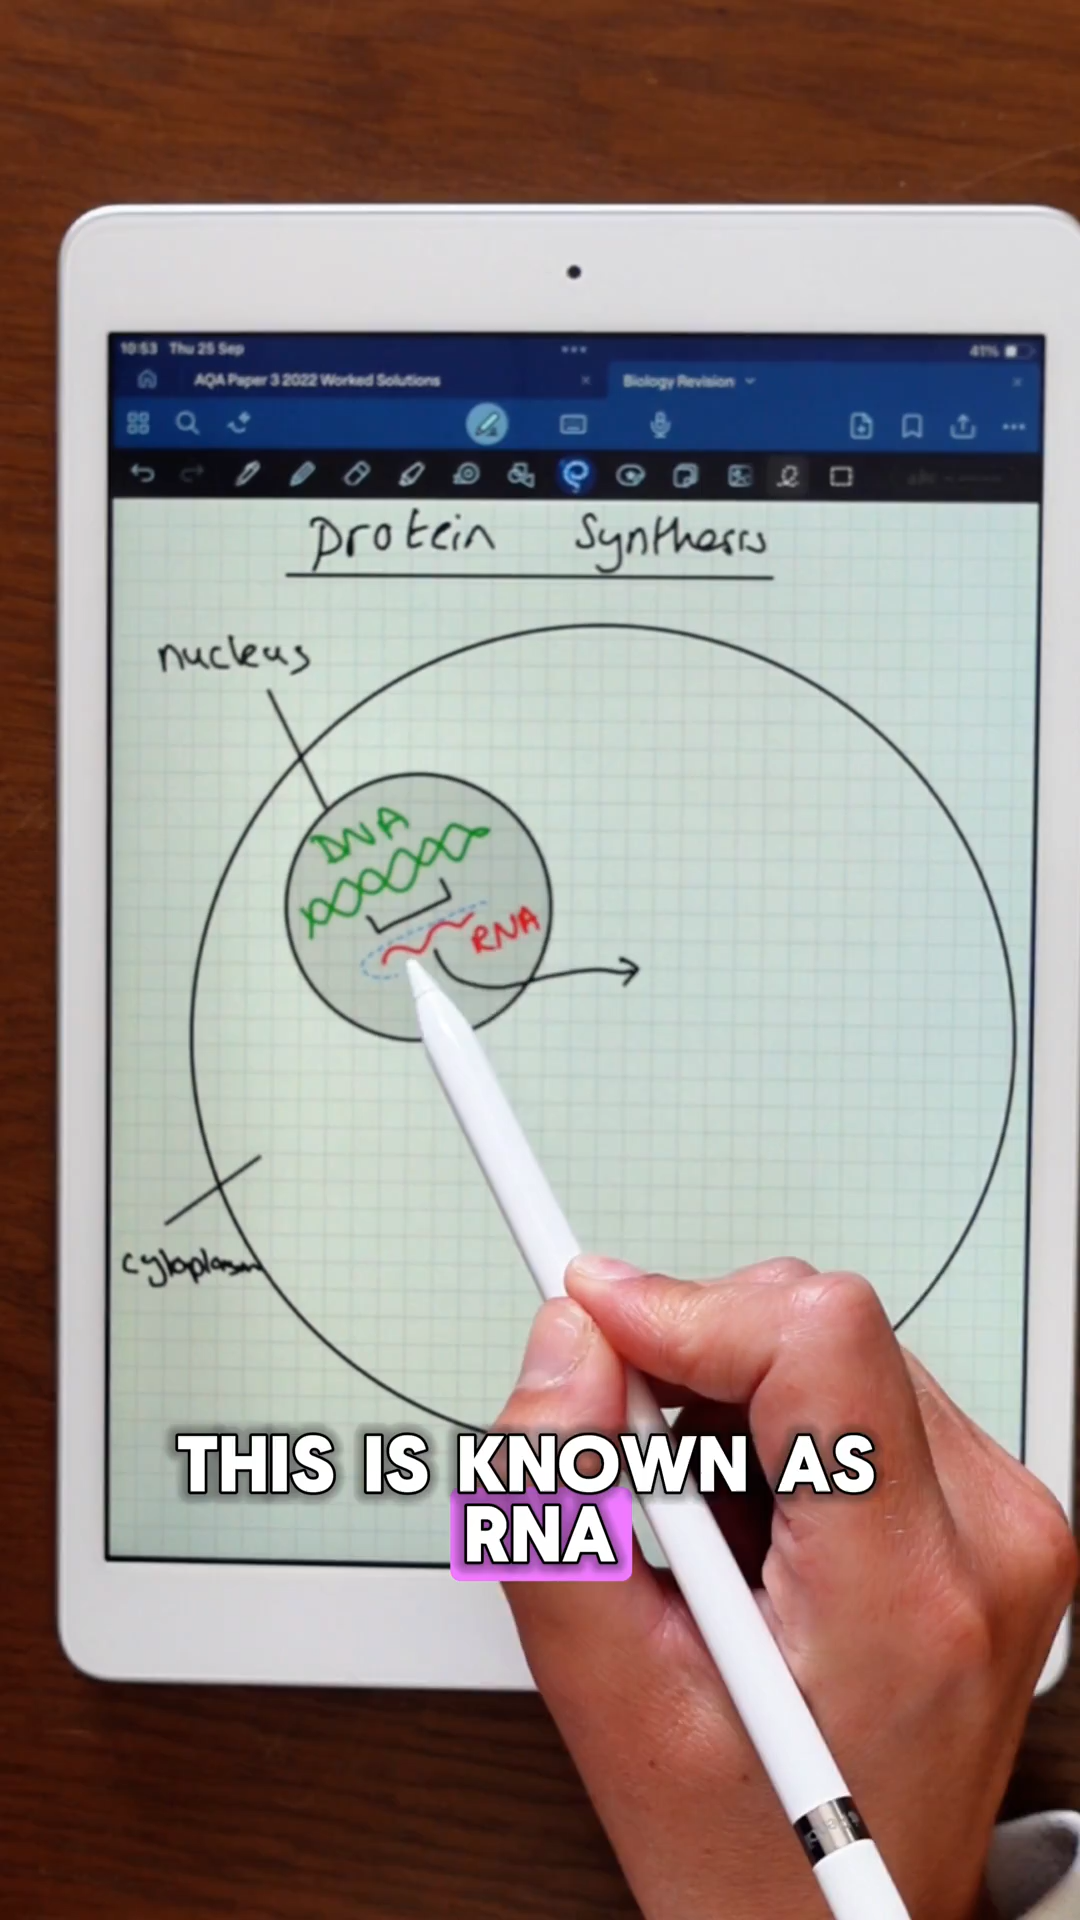 10:53 Thu 25 Sep
41%
AQA Paper 3 2022 Worked Solutions
Biology Revision
Protein Synthesis
nucleus
DNA
RNA
cytoplasm
THIS IS KNOWN AS
RNA